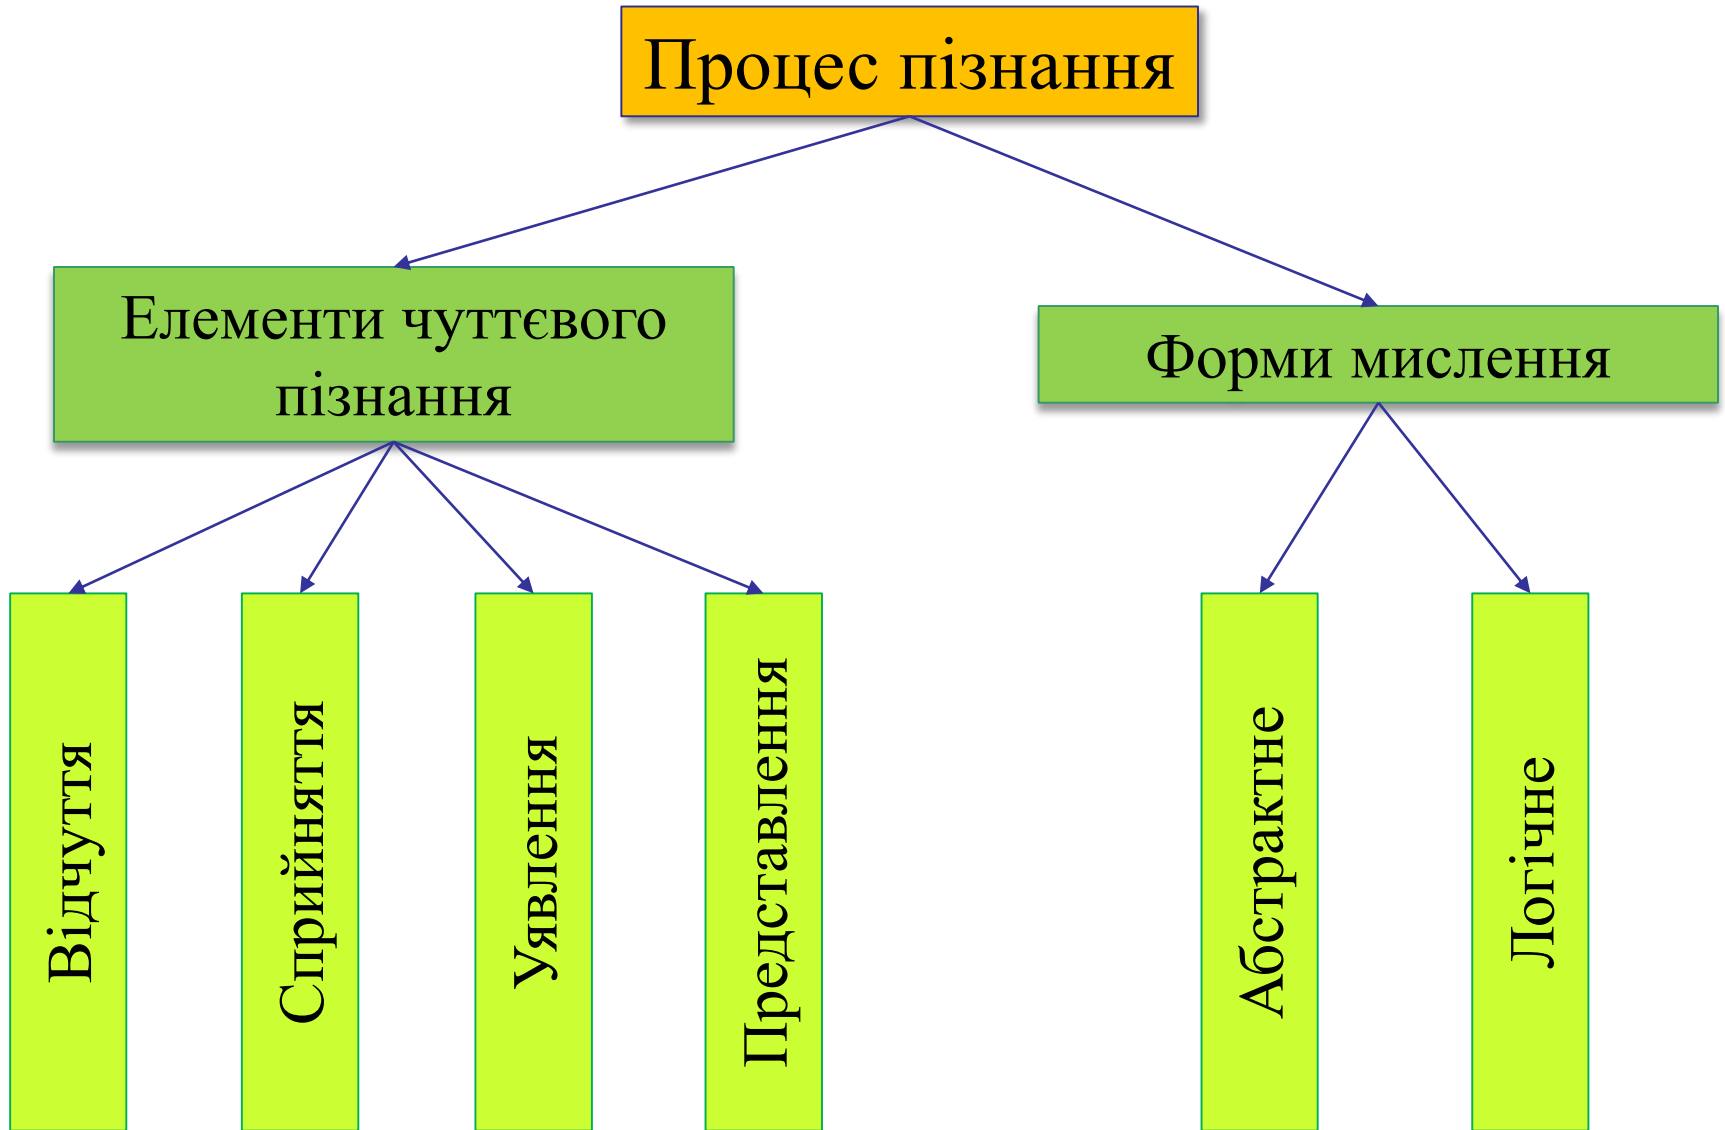 Процес пізнання
Елементи чуттєвого
пізнання
Форми мислення
Відчуття
Сприйняття
Уявлення
Представлення
Абстрактне
Логічне